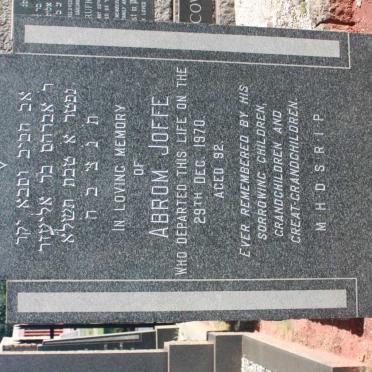 אב חביב וסבא יקר
ר אברהם בר אליעזר
נפטר א טבת תשלא
ת נ צ ב ה
IN LOVING MEMORY
OF
ABROM JOFFE
WHO DEPARTED THIS LIFE ON THE
29TH DEC. 1970.
AGED 92.
EVER REMEMBERED BY HIS
SORROWING CHILDREN,
GRANDCHILDREN AND
GREAT-GRANDCHILDREN.
M H D S R I P